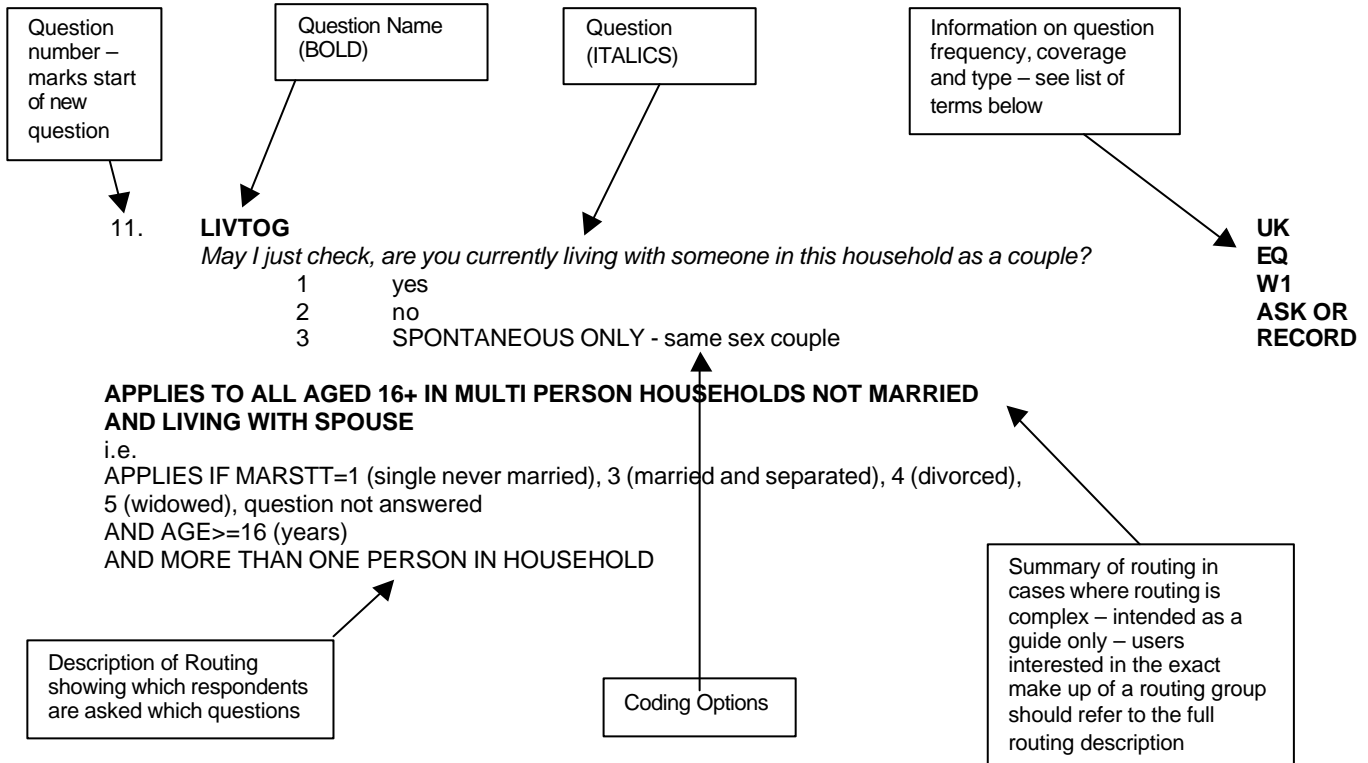 Question
number –
marks start
of new
question
Question Name
(BOLD)
Question
(ITALICS)
Information on question
frequency, coverage
and type – see list of
terms below
11. LIVTOG
May I just check, are you currently living with someone in this household as a couple?
1 yes
2 no
3 SPONTANEOUS ONLY - same sex couple
UK
EQ
W1
ASK OR
RECORD
APPLIES TO ALL AGED 16+ IN MULTI PERSON HOUSEHOLDS NOT MARRIED
AND LIVING WITH SPOUSE
i.e.
APPLIES IF MARSTT=1 (single never married), 3 (married and separated), 4 (divorced),
5 (widowed), question not answered
AND AGE>=16 (years)
AND MORE THAN ONE PERSON IN HOUSEHOLD
Description of Routing
showing which respondents
are asked which questions
Coding Options
Summary of routing in
cases where routing is
complex – intended as a
guide only – users
interested in the exact
make up of a routing group
should refer to the full
routing description